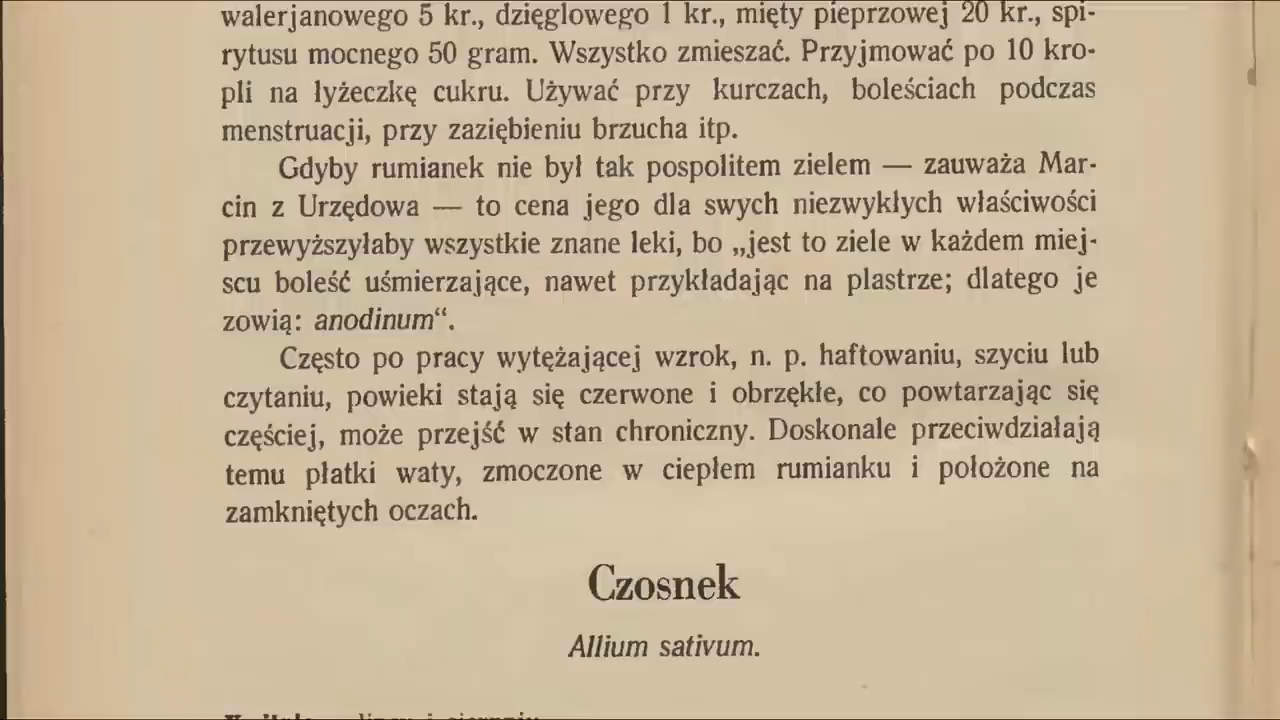 walerjanowego 5 kr., dzięglowego 1 kr., mięty pieprzowej 20 kr., spi-
rytusu mocnego 50 gram. Wszystko zmieszać. Przyjmować po 10 kro-
pli na łyżeczkę cukru. Używać przy kurczach, boleściach podczas
menstruacji, przy zaziębieniu brzucha itp.
Gdyby rumianek nie był tak pospolitem zielem — zauważa Mar-
cin z Urzędowa — to cena jego dla swych niezwykłych właściwości
przewyższyłaby wszystkie znane leki, bo „jest to ziele w każdem miej-
scu boleść uśmierzające, nawet przykładając na plastrze; dlatego je
zowią: anodinum“.
Często po pracy wytężającej wzrok, n. p. haftowaniu, szyciu lub
czytaniu, powieki stają się czerwone i obrzękłe, co powtarzając się
częściej, może przejść w stan chroniczny. Doskonale przeciwdziałają
temu płatki waty, zmoczone w ciepłem rumianku i położone na
zamkniętych oczach.
Czosnek
Allium sativum.